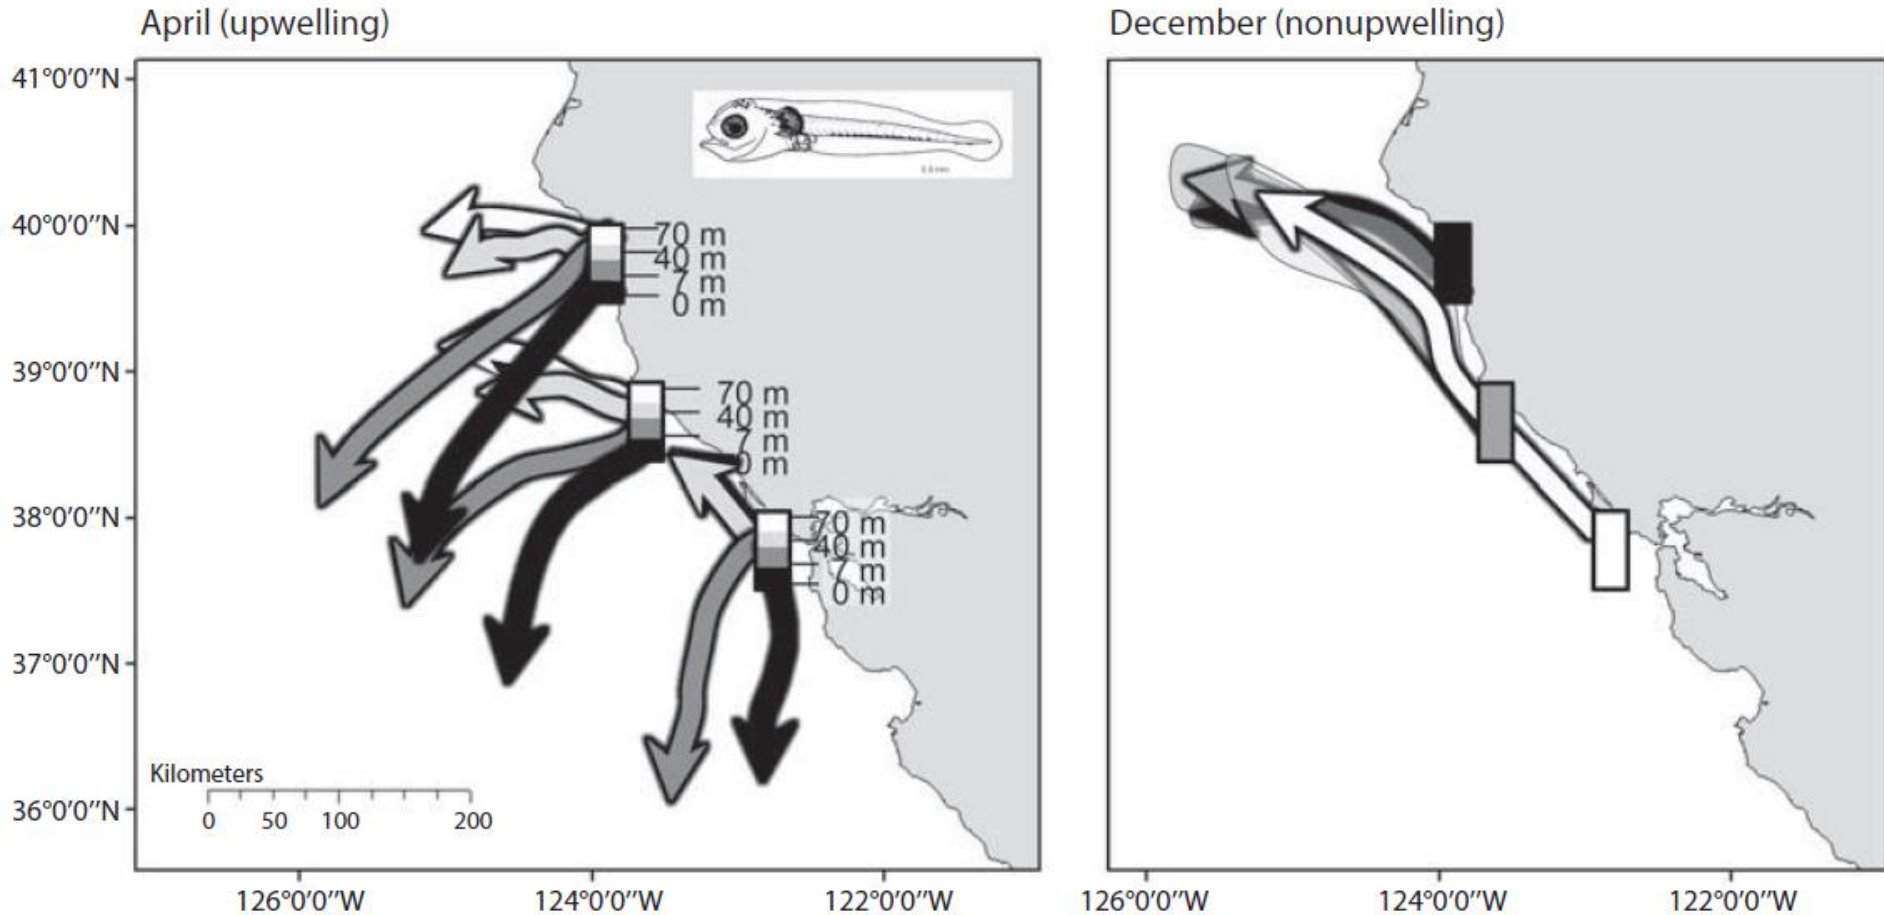 April (upwelling)
December (nonupwelling)
41°0'0"N
40°0'0"N
39°0'0"N
38°0'0"N
37°0'0"N
36°0'0"N
70 m
40 m
7 m
0 m
70 m
40 m
7 m
0 m
70 m
40 m
7 m
0 m
Kilometers
0 50 100 200
126°0'0"W 124°0'0"W 122°0'0"W
126°0'0"W 124°0'0"W 122°0'0"W